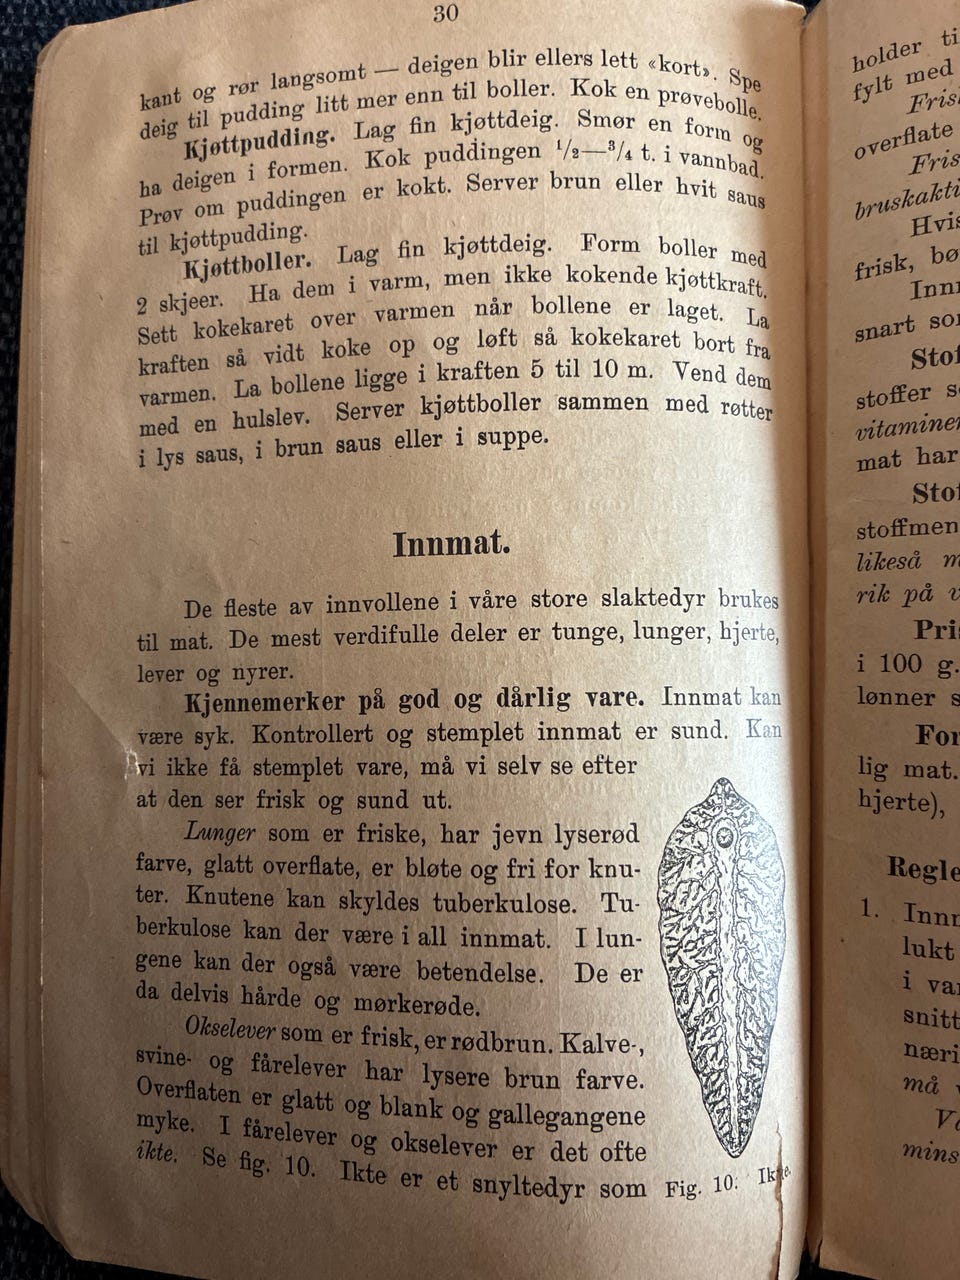 30
kant og rør langsomt — deigen blir ellers lett «kort». Spe
deig til pudding litt mer enn til boller. Kok en prøvebolle.
Kjøttpudding. Lag fin kjøttdeig. Smør en form og
ha deigen i formen. Kok puddingen 1/2—3/4 t. i vannbad.
Prøv om puddingen er kokt. Server brun eller hvit saus
til kjøttpudding.
Kjøttboller. Lag fin kjøttdeig. Form boller med
2 skjeer. Ha dem i varm, men ikke kokende kjøttkraft.
Sett kokekaret over varmen når bollene er laget. La
kraften så vidt koke op og løft så kokekaret bort fra
varmen. La bollene ligge i kraften 5 til 10 m. Vend dem
med en hulslev. Server kjøttboller sammen med røtter
i lys saus, i brun saus eller i suppe.
Innmat.
De fleste av innvollene i våre store slaktedyr brukes
til mat. De mest verdifulle deler er tunge, lunger, hjerte,
lever og nyrer.
Kjennemerker på god og dårlig vare. Innmat kan
være syk. Kontrollert og stemplet innmat er sund. Kan
vi ikke få stemplet vare, må vi selv se efter
at den ser frisk og sund ut.
Lunger som er friske, har jevn lyserød
farve, glatt overflate, er bløte og fri for knu-
ter. Knutene kan skyldes tuberkulose. Tu-
berkulose kan der være i all innmat. I lun-
gene kan der også være betendelse. De er
da delvis hårde og mørkerøde.
Okselever som er frisk, er rødbrun. Kalve-,
svine- og fårelever har lysere brun farve.
Overflaten er glatt og blank og gallegangene
myke. I fårelever og okselever er det ofte
ikte. Se fig. 10. Ikte er et snyltedyr som
Fig. 10. Ikte.
holder
fylt med
overflate
Hvis
frisk,
snart
stoffer
mat har
likeså
rik på
i 100 g.
lønner
lig mat.
hjerte),
1.
lukt
i
må